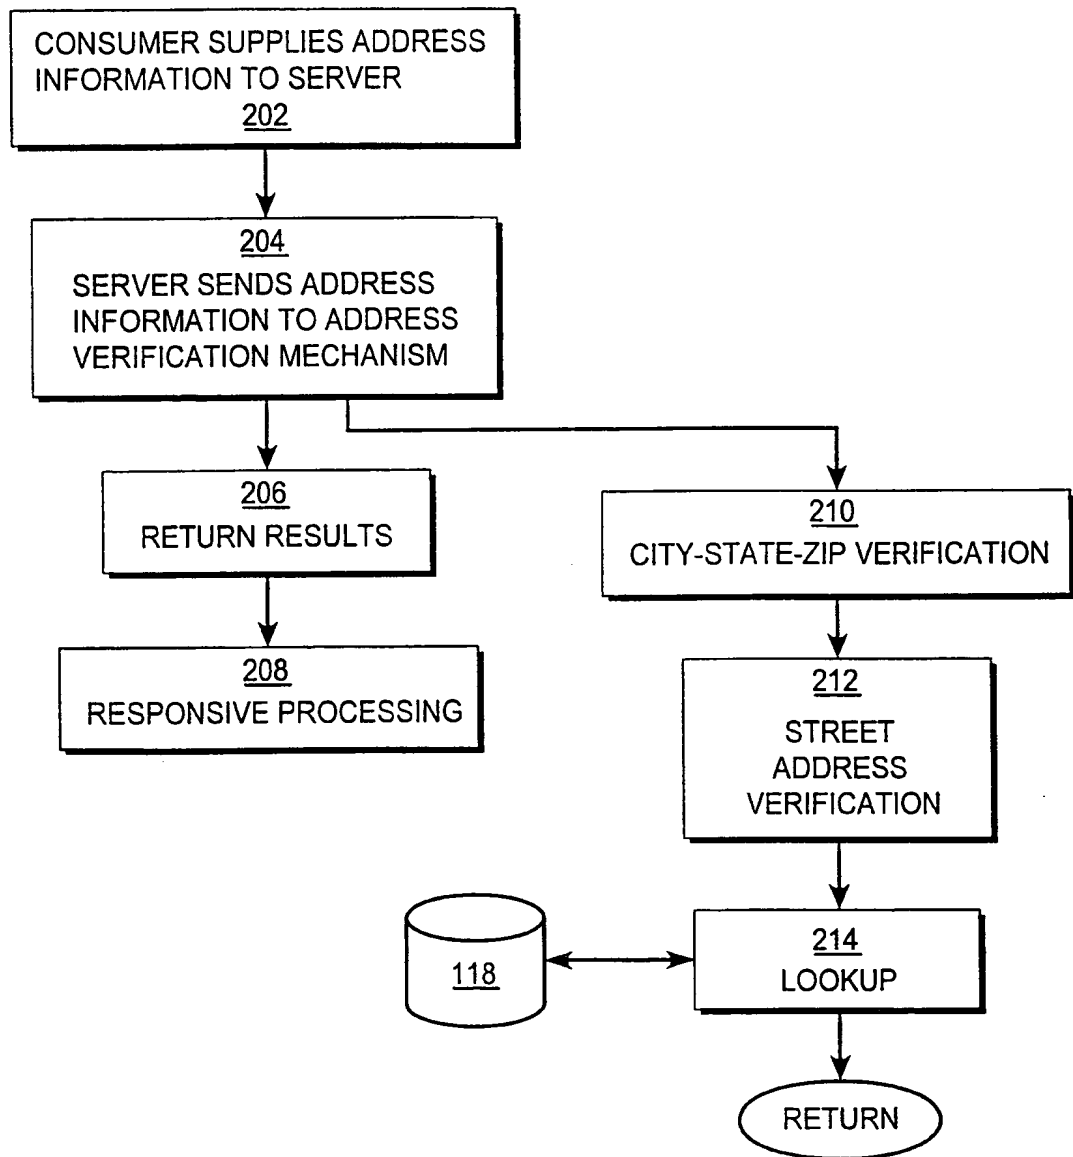 CONSUMER SUPPLIES ADDRESS
INFORMATION TO SERVER
202
204
SERVER SENDS ADDRESS
INFORMATION TO ADDRESS
VERIFICATION MECHANISM
206
RETURN RESULTS
208
RESPONSIVE PROCESSING
210
CITY-STATE-ZIP VERIFICATION
212
STREET
ADDRESS
VERIFICATION
118
214
LOOKUP
RETURN